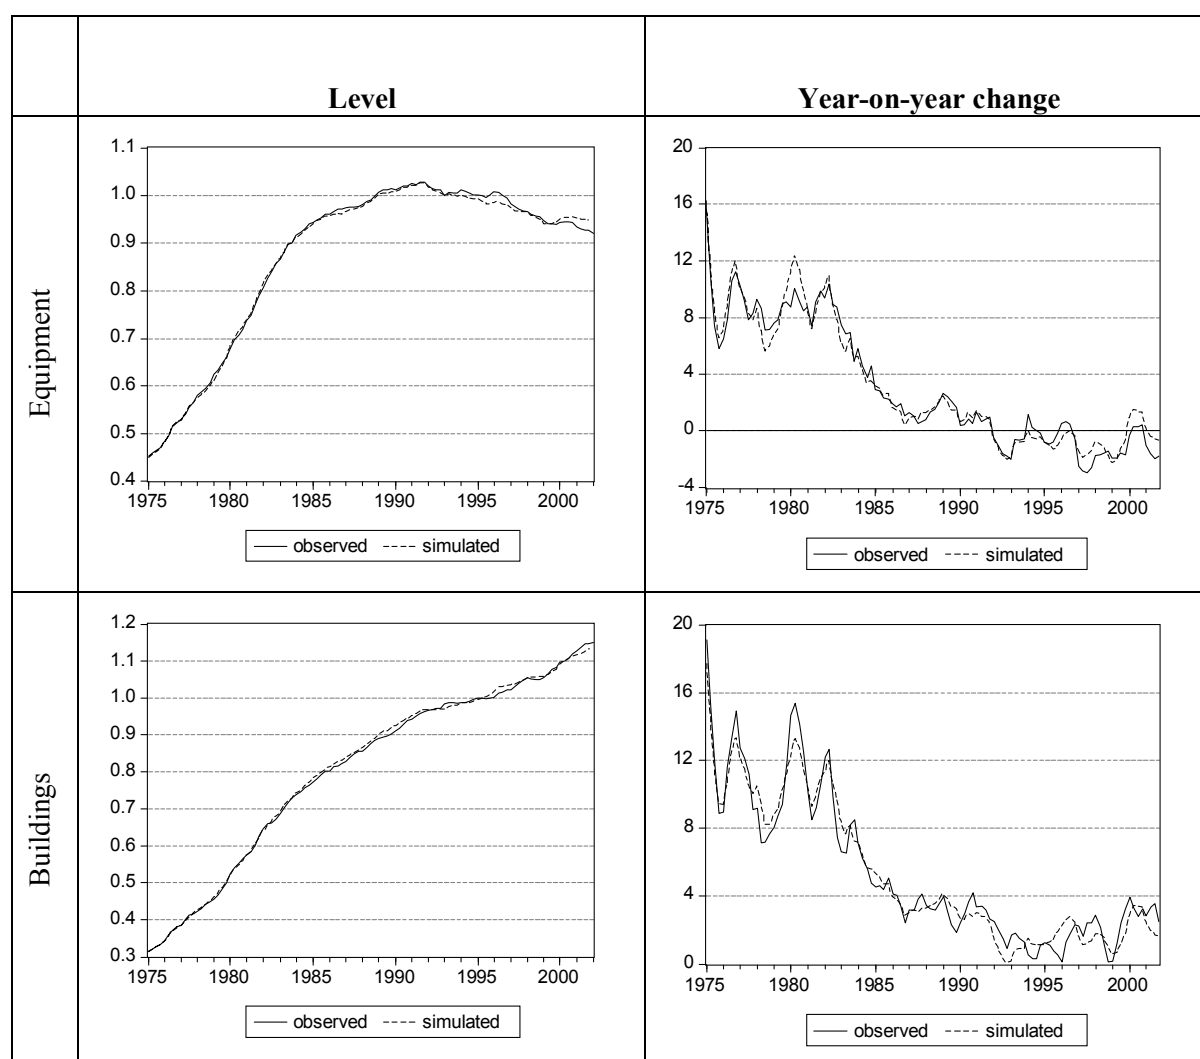 Level
Year-on-year change
Equipment
1.1
1.0
0.9
0.8
0.7
0.6
0.5
0.4
1975 1980 1985 1990 1995 2000
observed simulated
20
16
12
8
4
0
-4
1975 1980 1985 1990 1995 2000
observed simulated
Buildings
1.2
1.1
1.0
0.9
0.8
0.7
0.6
0.5
0.4
0.3
1975 1980 1985 1990 1995 2000
observed simulated
20
16
12
8
4
0
1975 1980 1985 1990 1995 2000
observed simulated